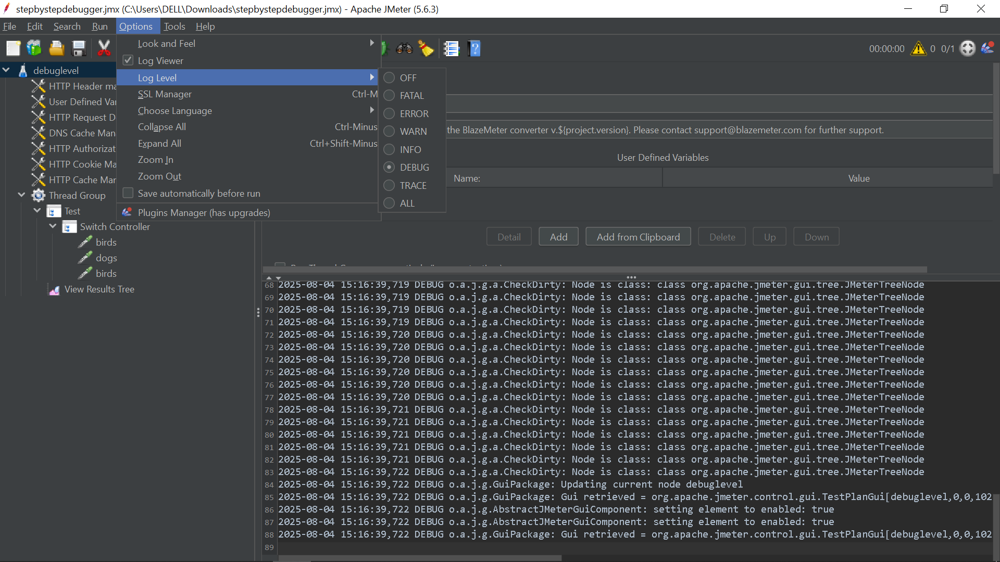 stepbystepdebugger.jmx (C:\Users\DELL\Downloads\stepbystepdebugger.jmx) - Apache JMeter (5.6.3)
File Edit Search Run Options Tools Help
00:00:00 0 0/1
Look and Feel
Log Viewer
Log Level
SSL Manager Ctrl-M
Choose Language
Collapse All Ctrl-Minus
Expand All Ctrl+Shift-Minus
Zoom In
Zoom Out
Save automatically before run
Plugins Manager (has upgrades)
OFF
FATAL
ERROR
WARN
INFO
DEBUG
TRACE
ALL
debuglevel
HTTP Header ma
User Defined Var
HTTP Request D
DNS Cache Man
HTTP Authorizat
HTTP Cookie Ma
HTTP Cache Mar
Thread Group
Test
Switch Controller
birds
dogs
birds
View Results Tree
the BlazeMeter converter v.${project.version}. Please contact support@blazemeter.com for further support.
User Defined Variables
Name: Value
Detail Add Add from Clipboard Delete Up Down
68 2025-08-04 15:16:39,719 DEBUG o.a.j.g.a.CheckDirty: Node is class: class org.apache.jmeter.gui.tree.JMeterTreeNode
69 2025-08-04 15:16:39,719 DEBUG o.a.j.g.a.CheckDirty: Node is class: class org.apache.jmeter.gui.tree.JMeterTreeNode
70 2025-08-04 15:16:39,719 DEBUG o.a.j.g.a.CheckDirty: Node is class: class org.apache.jmeter.gui.tree.JMeterTreeNode
71 2025-08-04 15:16:39,719 DEBUG o.a.j.g.a.CheckDirty: Node is class: class org.apache.jmeter.gui.tree.JMeterTreeNode
72 2025-08-04 15:16:39,720 DEBUG o.a.j.g.a.CheckDirty: Node is class: class org.apache.jmeter.gui.tree.JMeterTreeNode
73 2025-08-04 15:16:39,720 DEBUG o.a.j.g.a.CheckDirty: Node is class: class org.apache.jmeter.gui.tree.JMeterTreeNode
74 2025-08-04 15:16:39,720 DEBUG o.a.j.g.a.CheckDirty: Node is class: class org.apache.jmeter.gui.tree.JMeterTreeNode
75 2025-08-04 15:16:39,720 DEBUG o.a.j.g.a.CheckDirty: Node is class: class org.apache.jmeter.gui.tree.JMeterTreeNode
76 2025-08-04 15:16:39,720 DEBUG o.a.j.g.a.CheckDirty: Node is class: class org.apache.jmeter.gui.tree.JMeterTreeNode
77 2025-08-04 15:16:39,720 DEBUG o.a.j.g.a.CheckDirty: Node is class: class org.apache.jmeter.gui.tree.JMeterTreeNode
78 2025-08-04 15:16:39,721 DEBUG o.a.j.g.a.CheckDirty: Node is class: class org.apache.jmeter.gui.tree.JMeterTreeNode
79 2025-08-04 15:16:39,721 DEBUG o.a.j.g.a.CheckDirty: Node is class: class org.apache.jmeter.gui.tree.JMeterTreeNode
80 2025-08-04 15:16:39,721 DEBUG o.a.j.g.a.CheckDirty: Node is class: class org.apache.jmeter.gui.tree.JMeterTreeNode
81 2025-08-04 15:16:39,721 DEBUG o.a.j.g.a.CheckDirty: Node is class: class org.apache.jmeter.gui.tree.JMeterTreeNode
82 2025-08-04 15:16:39,721 DEBUG o.a.j.g.a.CheckDirty: Node is class: class org.apache.jmeter.gui.tree.JMeterTreeNode
83 2025-08-04 15:16:39,722 DEBUG o.a.j.g.a.CheckDirty: Node is class: class org.apache.jmeter.gui.tree.JMeterTreeNode
84 2025-08-04 15:16:39,722 DEBUG o.a.j.g.GuiPackage: Updating current node debuglevel
85 2025-08-04 15:16:39,722 DEBUG o.a.j.g.GuiPackage: Gui retrieved = org.apache.jmeter.control.gui.TestPlanGui[debuglevel,0,0,102
86 2025-08-04 15:16:39,722 DEBUG o.a.j.g.AbstractJMeterGuiComponent: setting element to enabled: true
87 2025-08-04 15:16:39,722 DEBUG o.a.j.g.AbstractJMeterGuiComponent: setting element to enabled: true
88 2025-08-04 15:16:39,722 DEBUG o.a.j.g.GuiPackage: Gui retrieved = org.apache.jmeter.control.gui.TestPlanGui[debuglevel,0,0,102
89